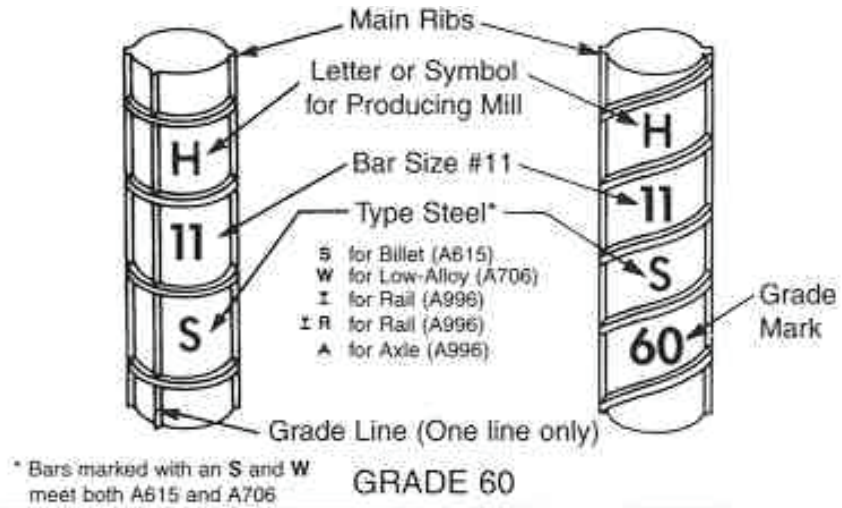 Main Ribs
Letter or Symbol
for Producing Mill
H
H
Bar Size #11
11
11
Type Steel*
S
S
S for Billet (A615)
W for Low-Alloy (A706)
I for Rail (A996)
I R for Rail (A996)
A for Axle (A996)
Grade
Mark
60
Grade Line (One line only)
* Bars marked with an S and W
meet both A615 and A706
GRADE 60